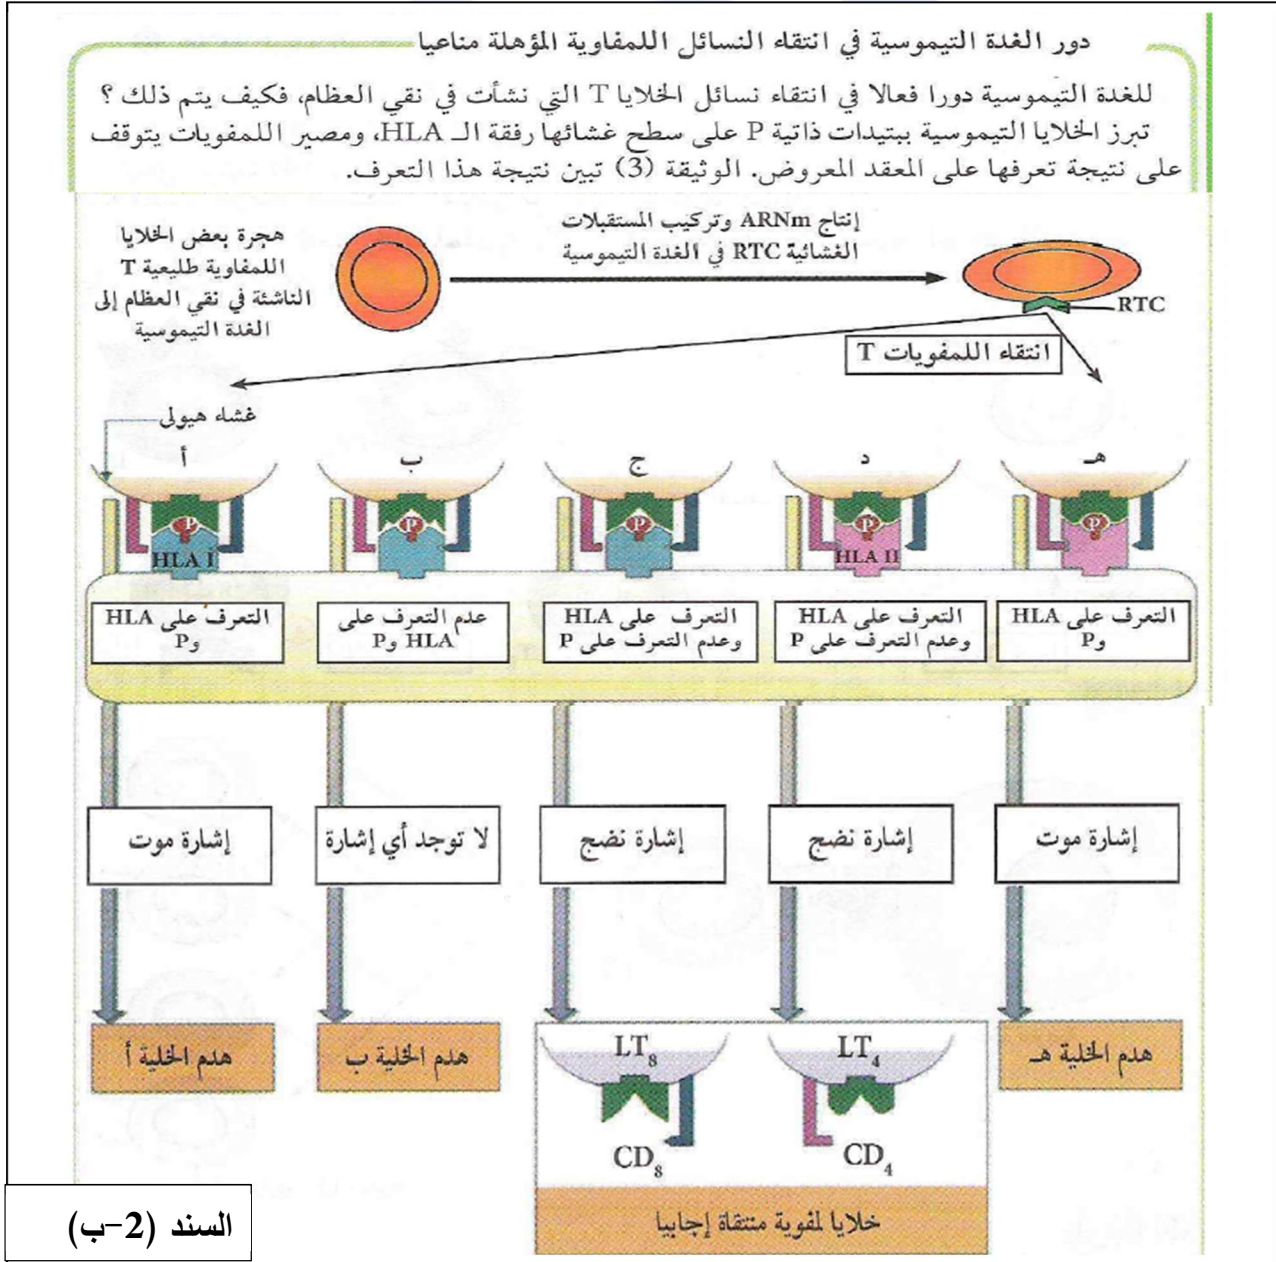 دور الغدة التيموسية في انتقاء النسائل اللمفاوية المؤهلة مناعيا
للغدة التيموسية دورا فعالا في انتقاء نسائل الخلايا T التي نشأت في نقي العظام، فكيف يتم ذلك ؟
تبرز الخلايا التيموسية ببتيدات ذاتية P على سطح غشائها رفقة الـ HLA، ومصير اللمفويات يتوقف
على نتيجة تعرفها على المعقد المعروض. الوثيقة (3) تبين نتيجة هذا التعرف.
إنتاج ARNm وتركيب المستقبلات
الغشائية RTC في الغدة التيموسية
هجرة بعض الخلايا
اللمفاوية طليعية T
الناشئة في نقي العظام إلى
الغدة التيموسية
RTC
انتقاء اللمفويات T
غشاء هيولى
هـ
د
ج
ب
أ
P
P
P
P
P
HLA II
HLA I
التعرف على HLA
وP
التعرف على HLA
وعدم التعرف على P
التعرف على HLA
وعدم التعرف على P
عدم التعرف على
HLA وP
التعرف على HLA
وP
إشارة موت
إشارة نضج
إشارة نضج
لا توجد أي إشارة
إشارة موت
هدم الخلية هـ
LT4
LT8
هدم الخلية ب
هدم الخلية أ
CD4
CD8
خلايا لمفوية منتقاة إجابيا
السند (2-ب)